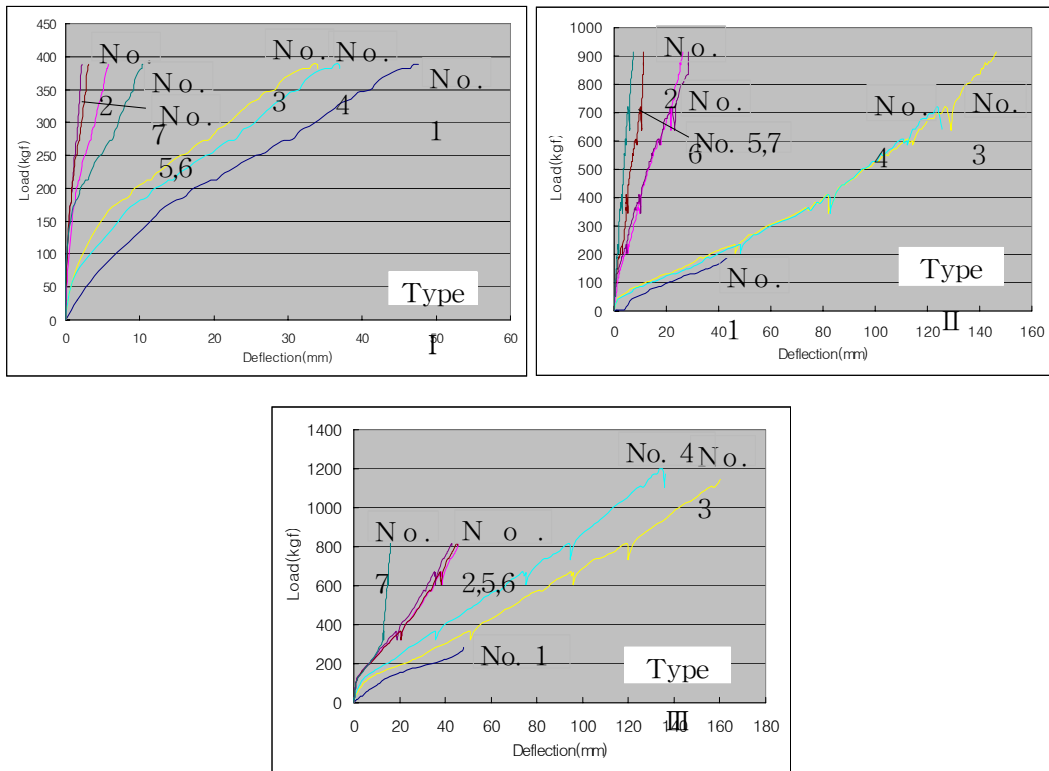 450
400
350
300
250
200
150
100
50
0
Load(kgf)
No.
2
No.
7
No.
5,6
No.
3
No.
4
No.
1
Type
Ⅰ
0 10 20 30 40 50 60
Deflection(mm)
1000
900
800
700
600
500
400
300
200
100
0
Load(kgf)
No.
2
No.
6
No. 5,7
No.
4
No.
3
No.
1
Type
Ⅱ
0 20 40 60 80 100 120 140 160
Deflection(mm)
1400
1200
1000
800
600
400
200
0
Load(kgf)
No. 4
No.
3
No.
7
No.
2,5,6
No. 1
Type
Ⅲ
0 20 40 60 80 100 120 140 160 180
Deflection(mm)